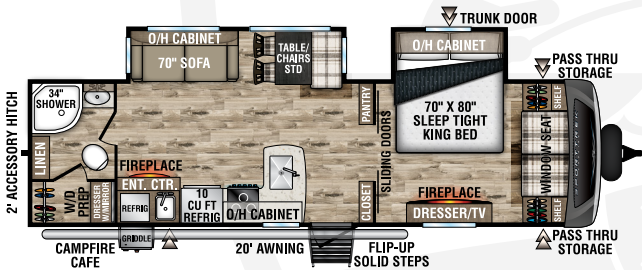 TRUNK DOOR
O/H CABINET
70" SOFA
TABLE/
CHAIRS
STD
O/H CABINET
PASS THRU
STORAGE
34"
SHOWER
PANTRY
70" X 80"
SLEEP TIGHT
KING BED
SHELF
2' ACCESSORY HITCH
LINEN
SLIDING DOORS
WINDOW SEAT
SPORTTREK
FIREPLACE
ENT. CTR.
W/D
PREP
DRESSER
W/MIRROR
REFRIG
10
CU FT
REFRIG
O/H CABINET
CLOSET
FIREPLACE
DRESSER/TV
SHELF
CAMPFIRE
CAFE
GRIDDLE
20' AWNING
FLIP-UP
SOLID STEPS
PASS THRU
STORAGE